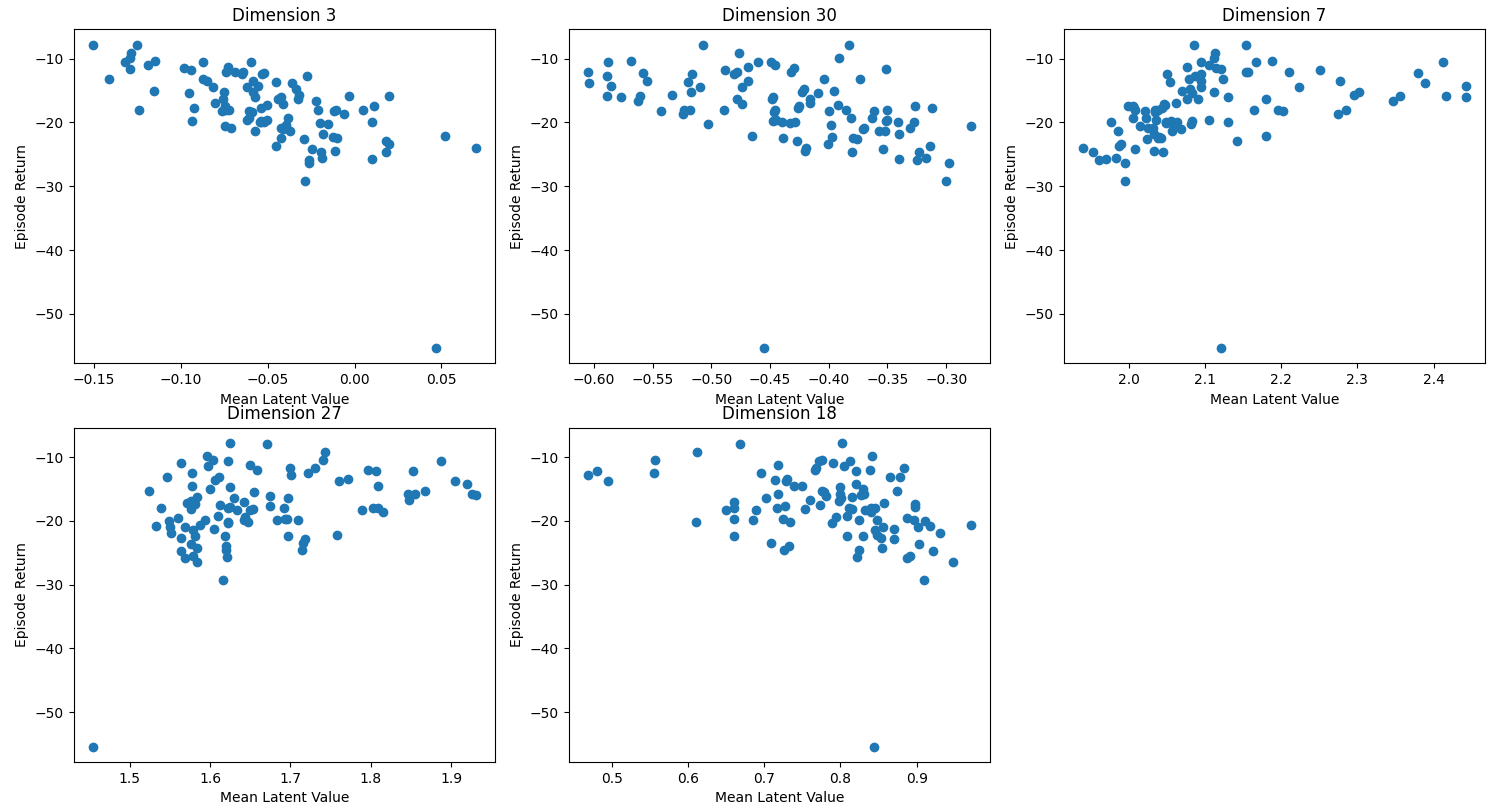 Dimension 3
Dimension 30
Dimension 7
−10
−20
−30
−40
−50
Episode Return
−0.15 −0.10 −0.05 0.00 0.05
Mean Latent Value
−10
−20
−30
−40
−50
Episode Return
−0.60 −0.55 −0.50 −0.45 −0.40 −0.35 −0.30
Mean Latent Value
−10
−20
−30
−40
−50
Episode Return
2.0 2.1 2.2 2.3 2.4
Mean Latent Value
Dimension 27
Dimension 18
−10
−20
−30
−40
−50
Episode Return
1.5 1.6 1.7 1.8 1.9
Mean Latent Value
−10
−20
−30
−40
−50
Episode Return
0.5 0.6 0.7 0.8 0.9
Mean Latent Value